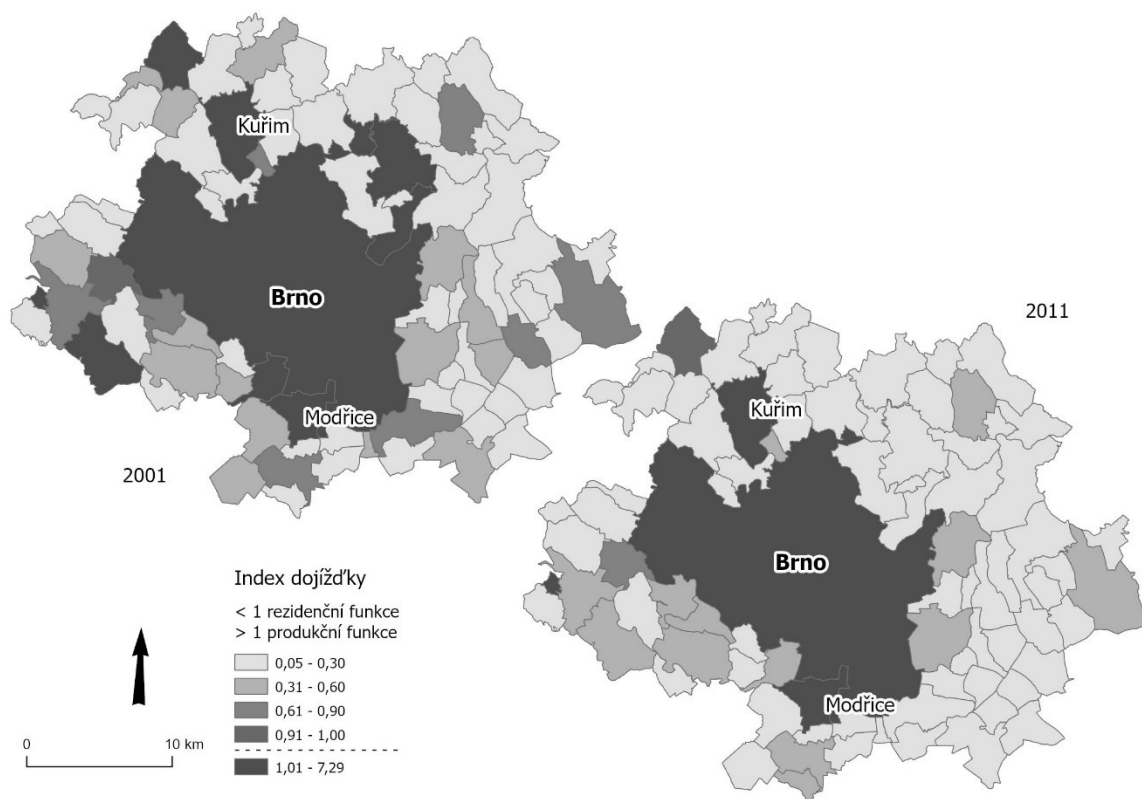 Kuřim
Brno
Modřice
2001
2011
Kuřim
Brno
Modřice
Index dojížďky
< 1 rezidenční funkce
> 1 produkční funkce
0,05 - 0,30
0,31 - 0,60
0,61 - 0,90
0,91 - 1,00
1,01 - 7,29
0 10 km